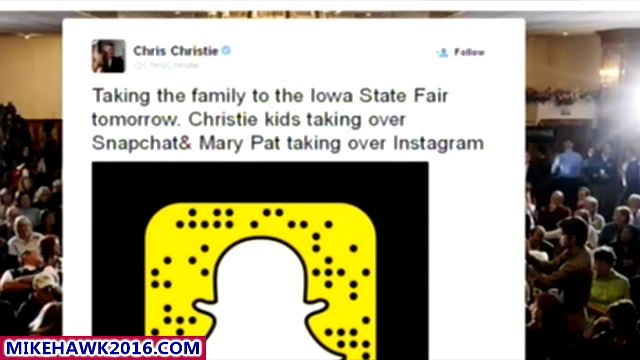 Chris Christie
@ChrisChristie
Follow
Taking the family to the Iowa State Fair
tomorrow. Christie kids taking over
Snapchat& Mary Pat taking over Instagram
MIKEHAWK2016.COM